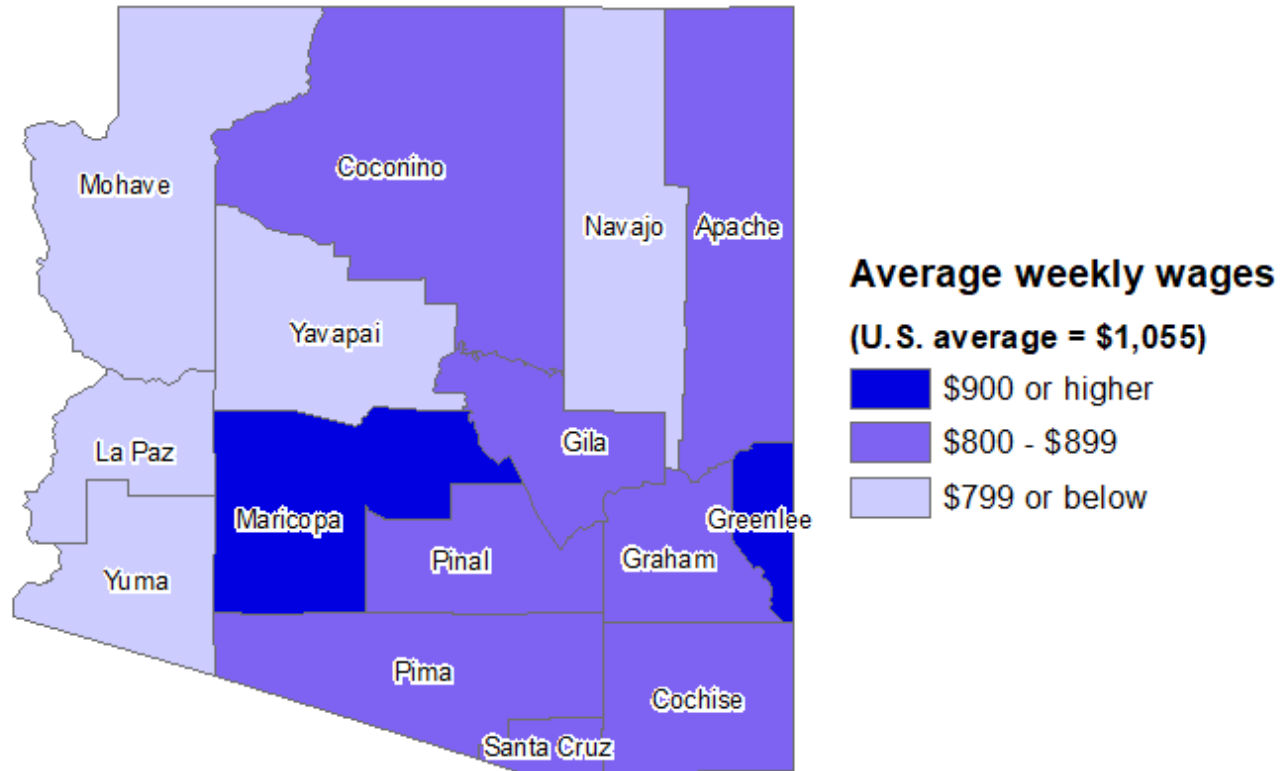 Coconino
Mohave
Navajo
Apache
Yavapai
Gila
La Paz
Maricopa
Greenlee
Pinal
Graham
Yuma
Pima
Cochise
Santa Cruz
Average weekly wages
(U.S. average = $1,055)
$900 or higher
$800 - $899
$799 or below